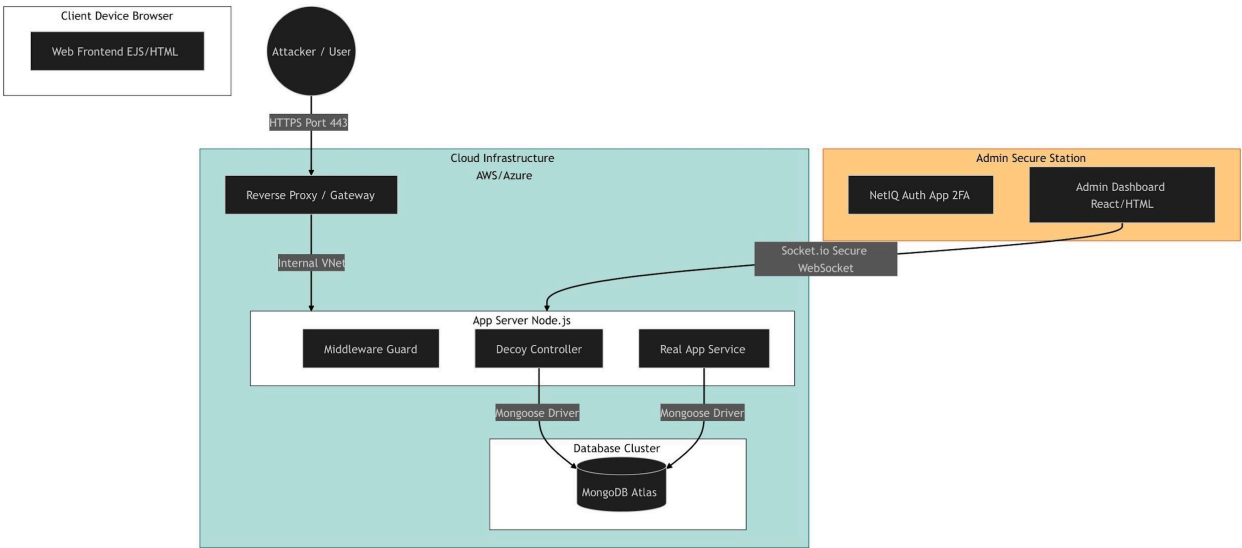 Client Device Browser
Web Frontend EJS/HTML
Attacker / User
HTTPS Port 443
Cloud Infrastructure
AWS/Azure
Reverse Proxy / Gateway
Internal VNet
Admin Secure Station
NetIQ Auth App 2FA
Admin Dashboard
React/HTML
Socket.io Secure
WebSocket
App Server Node.js
Middleware Guard
Decoy Controller
Real App Service
Mongoose Driver
Mongoose Driver
Database Cluster
MongoDB Atlas